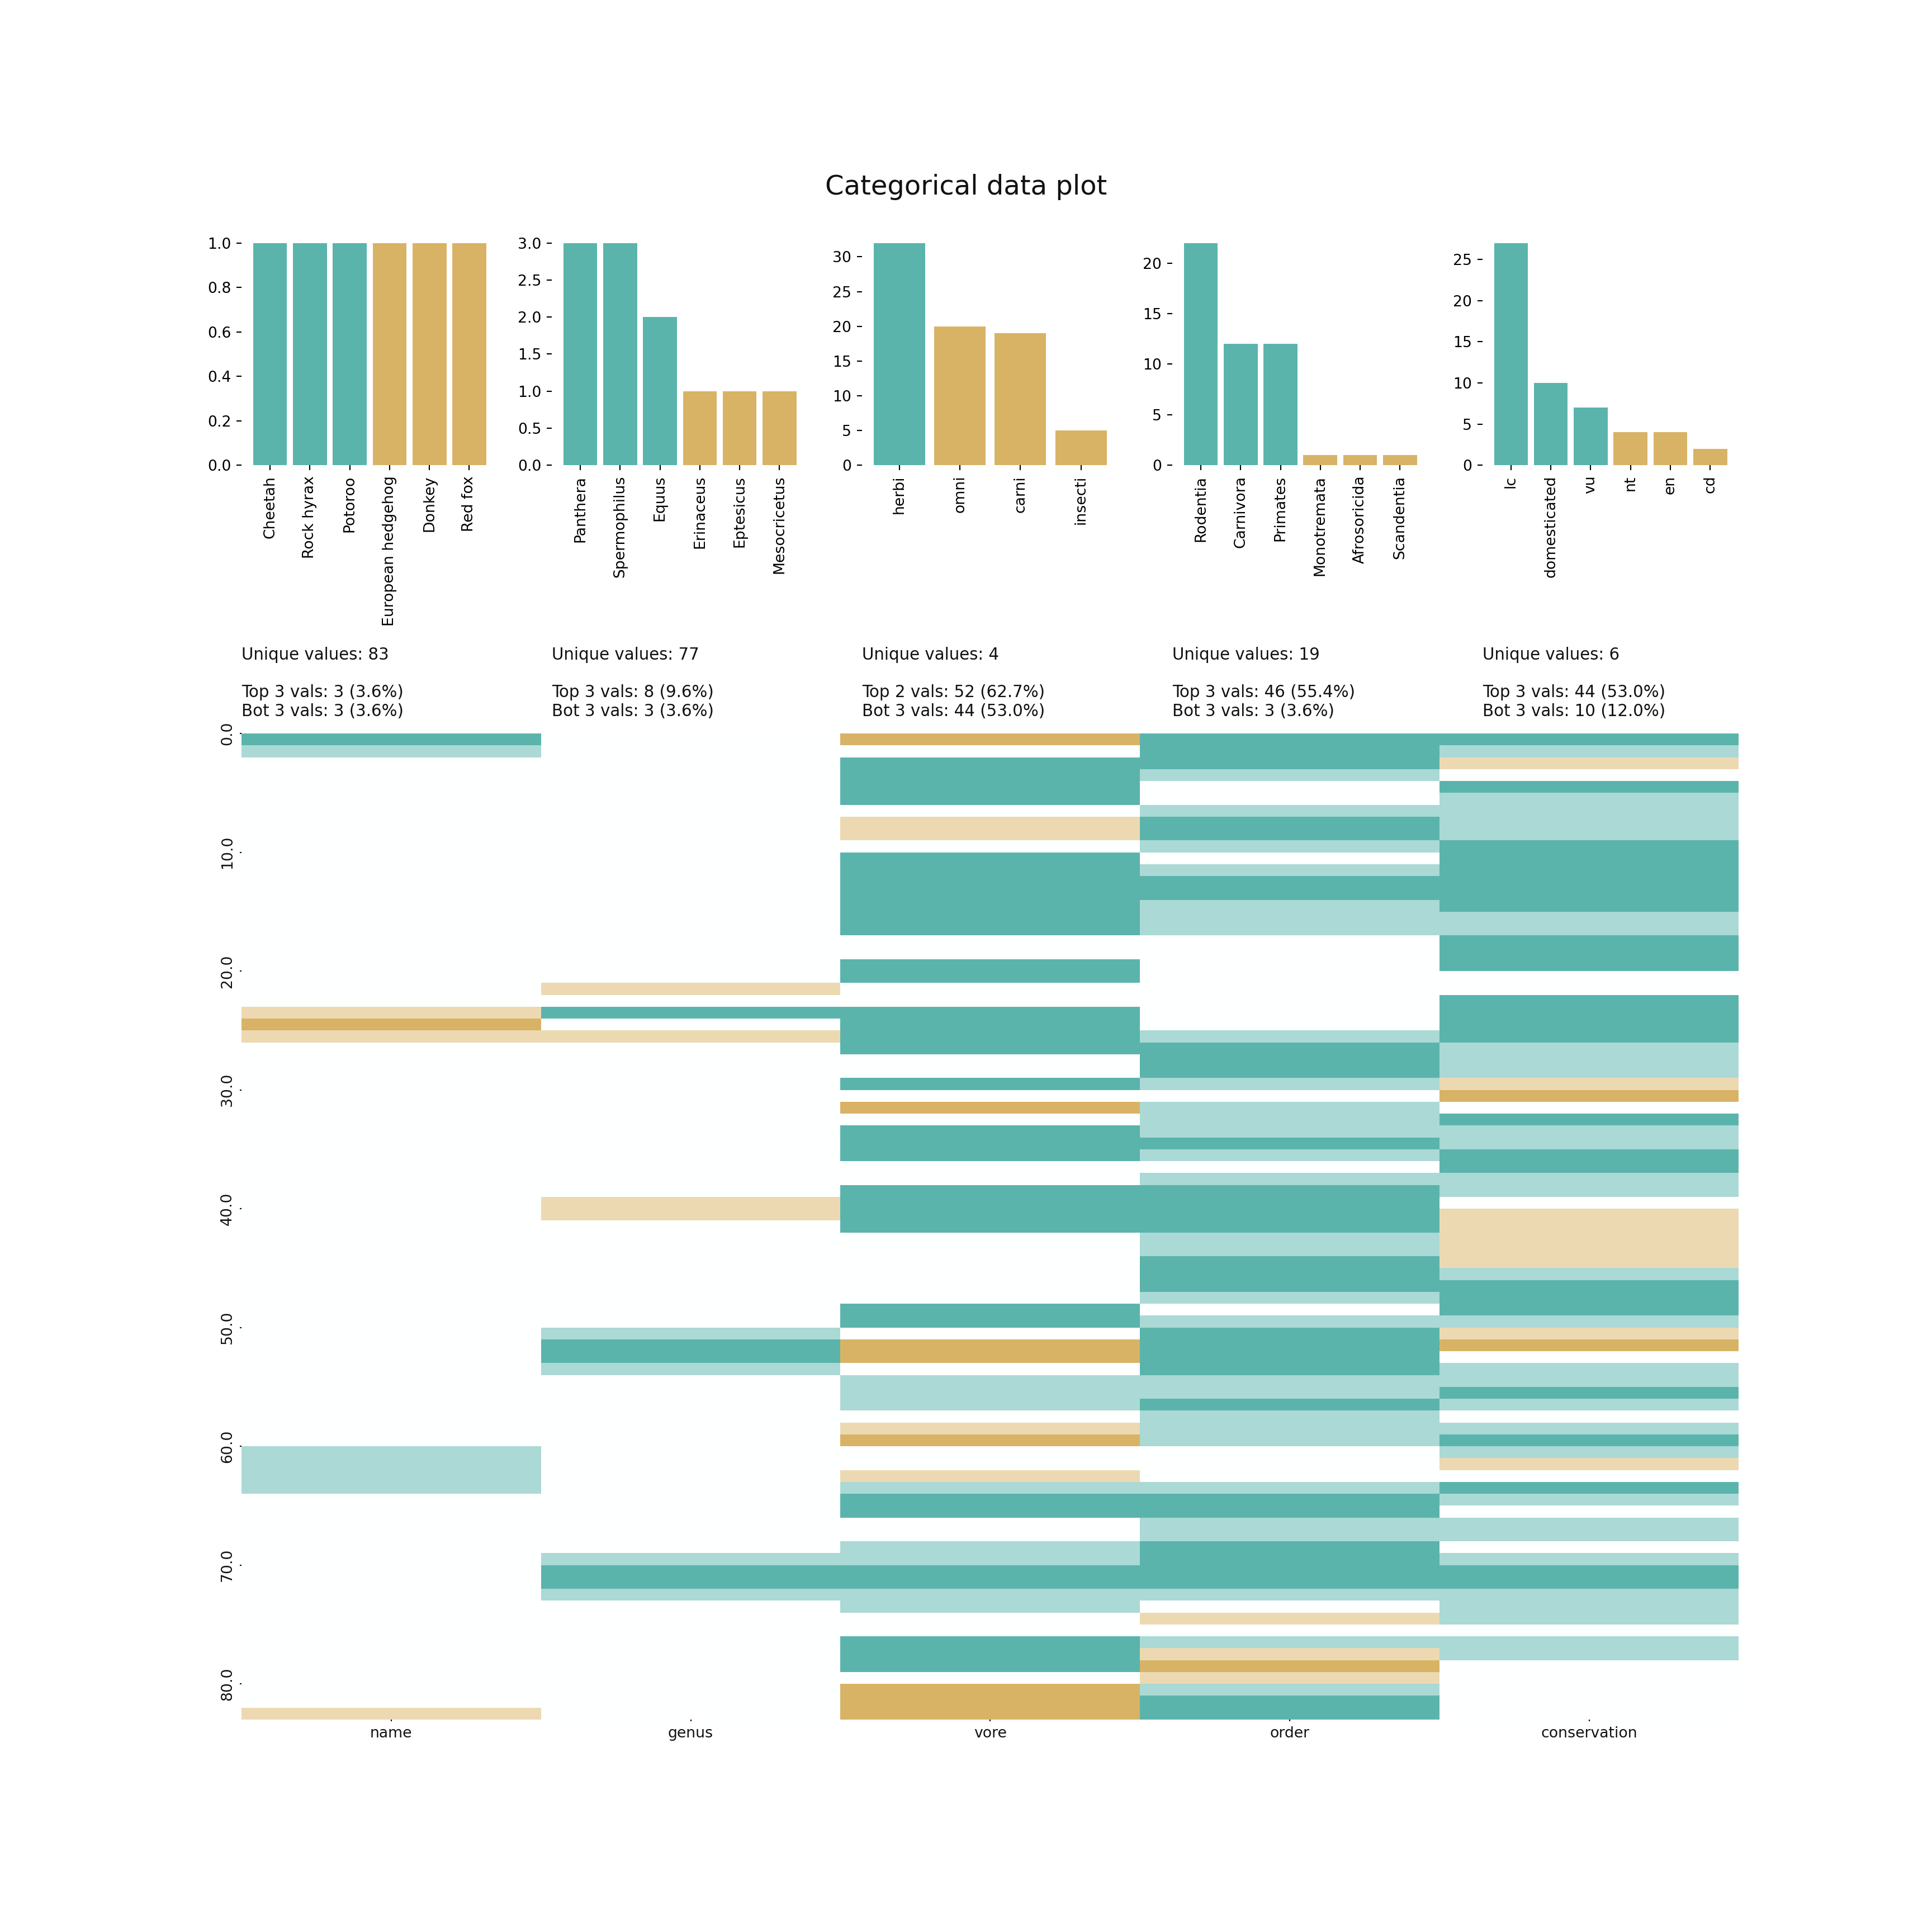 Categorical data plot
1.0
0.8
0.6
0.4
0.2
0.0
Cheetah
Rock hyrax
Potoroo
European hedgehog
Donkey
Red fox
3.0
2.5
2.0
1.5
1.0
0.5
0.0
Panthera
Spermophilus
Equus
Erinaceus
Eptesicus
Mesocricetus
30
25
20
15
10
5
0
herbi
omni
carni
insecti
20
15
10
5
0
Rodentia
Carnivora
Primates
Monotremata
Afrosoricida
Scandentia
25
20
15
10
5
0
lc
domesticated
vu
nt
en
cd
Unique values: 83
Top 3 vals: 3 (3.6%)
Bot 3 vals: 3 (3.6%)
Unique values: 77
Top 3 vals: 8 (9.6%)
Bot 3 vals: 3 (3.6%)
Unique values: 4
Top 2 vals: 52 (62.7%)
Bot 3 vals: 44 (53.0%)
Unique values: 19
Top 3 vals: 46 (55.4%)
Bot 3 vals: 3 (3.6%)
Unique values: 6
Top 3 vals: 44 (53.0%)
Bot 3 vals: 10 (12.0%)
0.0
10.0
20.0
30.0
40.0
50.0
60.0
70.0
80.0
name
genus
vore
order
conservation